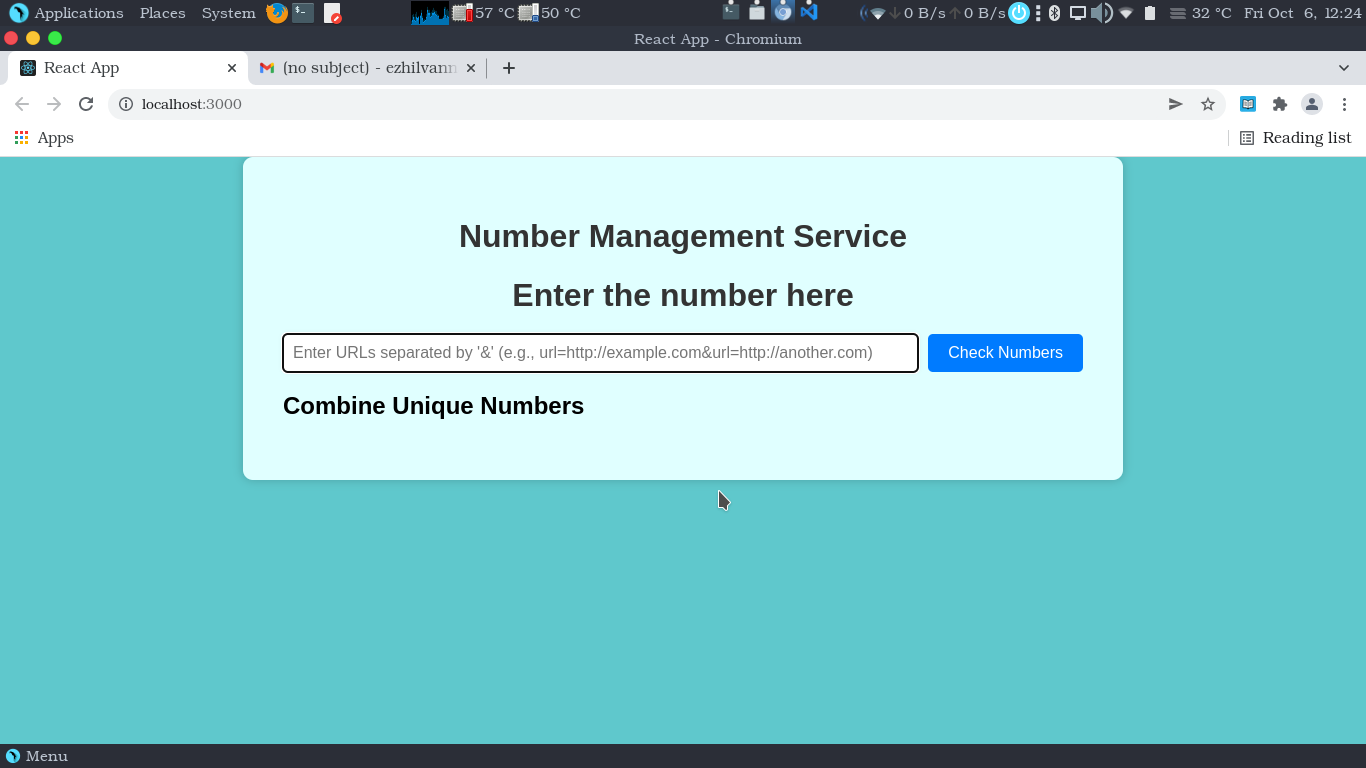 Applications Places System 57 °C 50 °C 0 B/s 0 B/s 32 °C Fri Oct 6, 12:24
React App - Chromium
React App (no subject) - ezhilvann
localhost:3000
Apps Reading list
Number Management Service
Enter the number here
Enter URLs separated by '&' (e.g., url=http://example.com&url=http://another.com) Check Numbers
Combine Unique Numbers
Menu